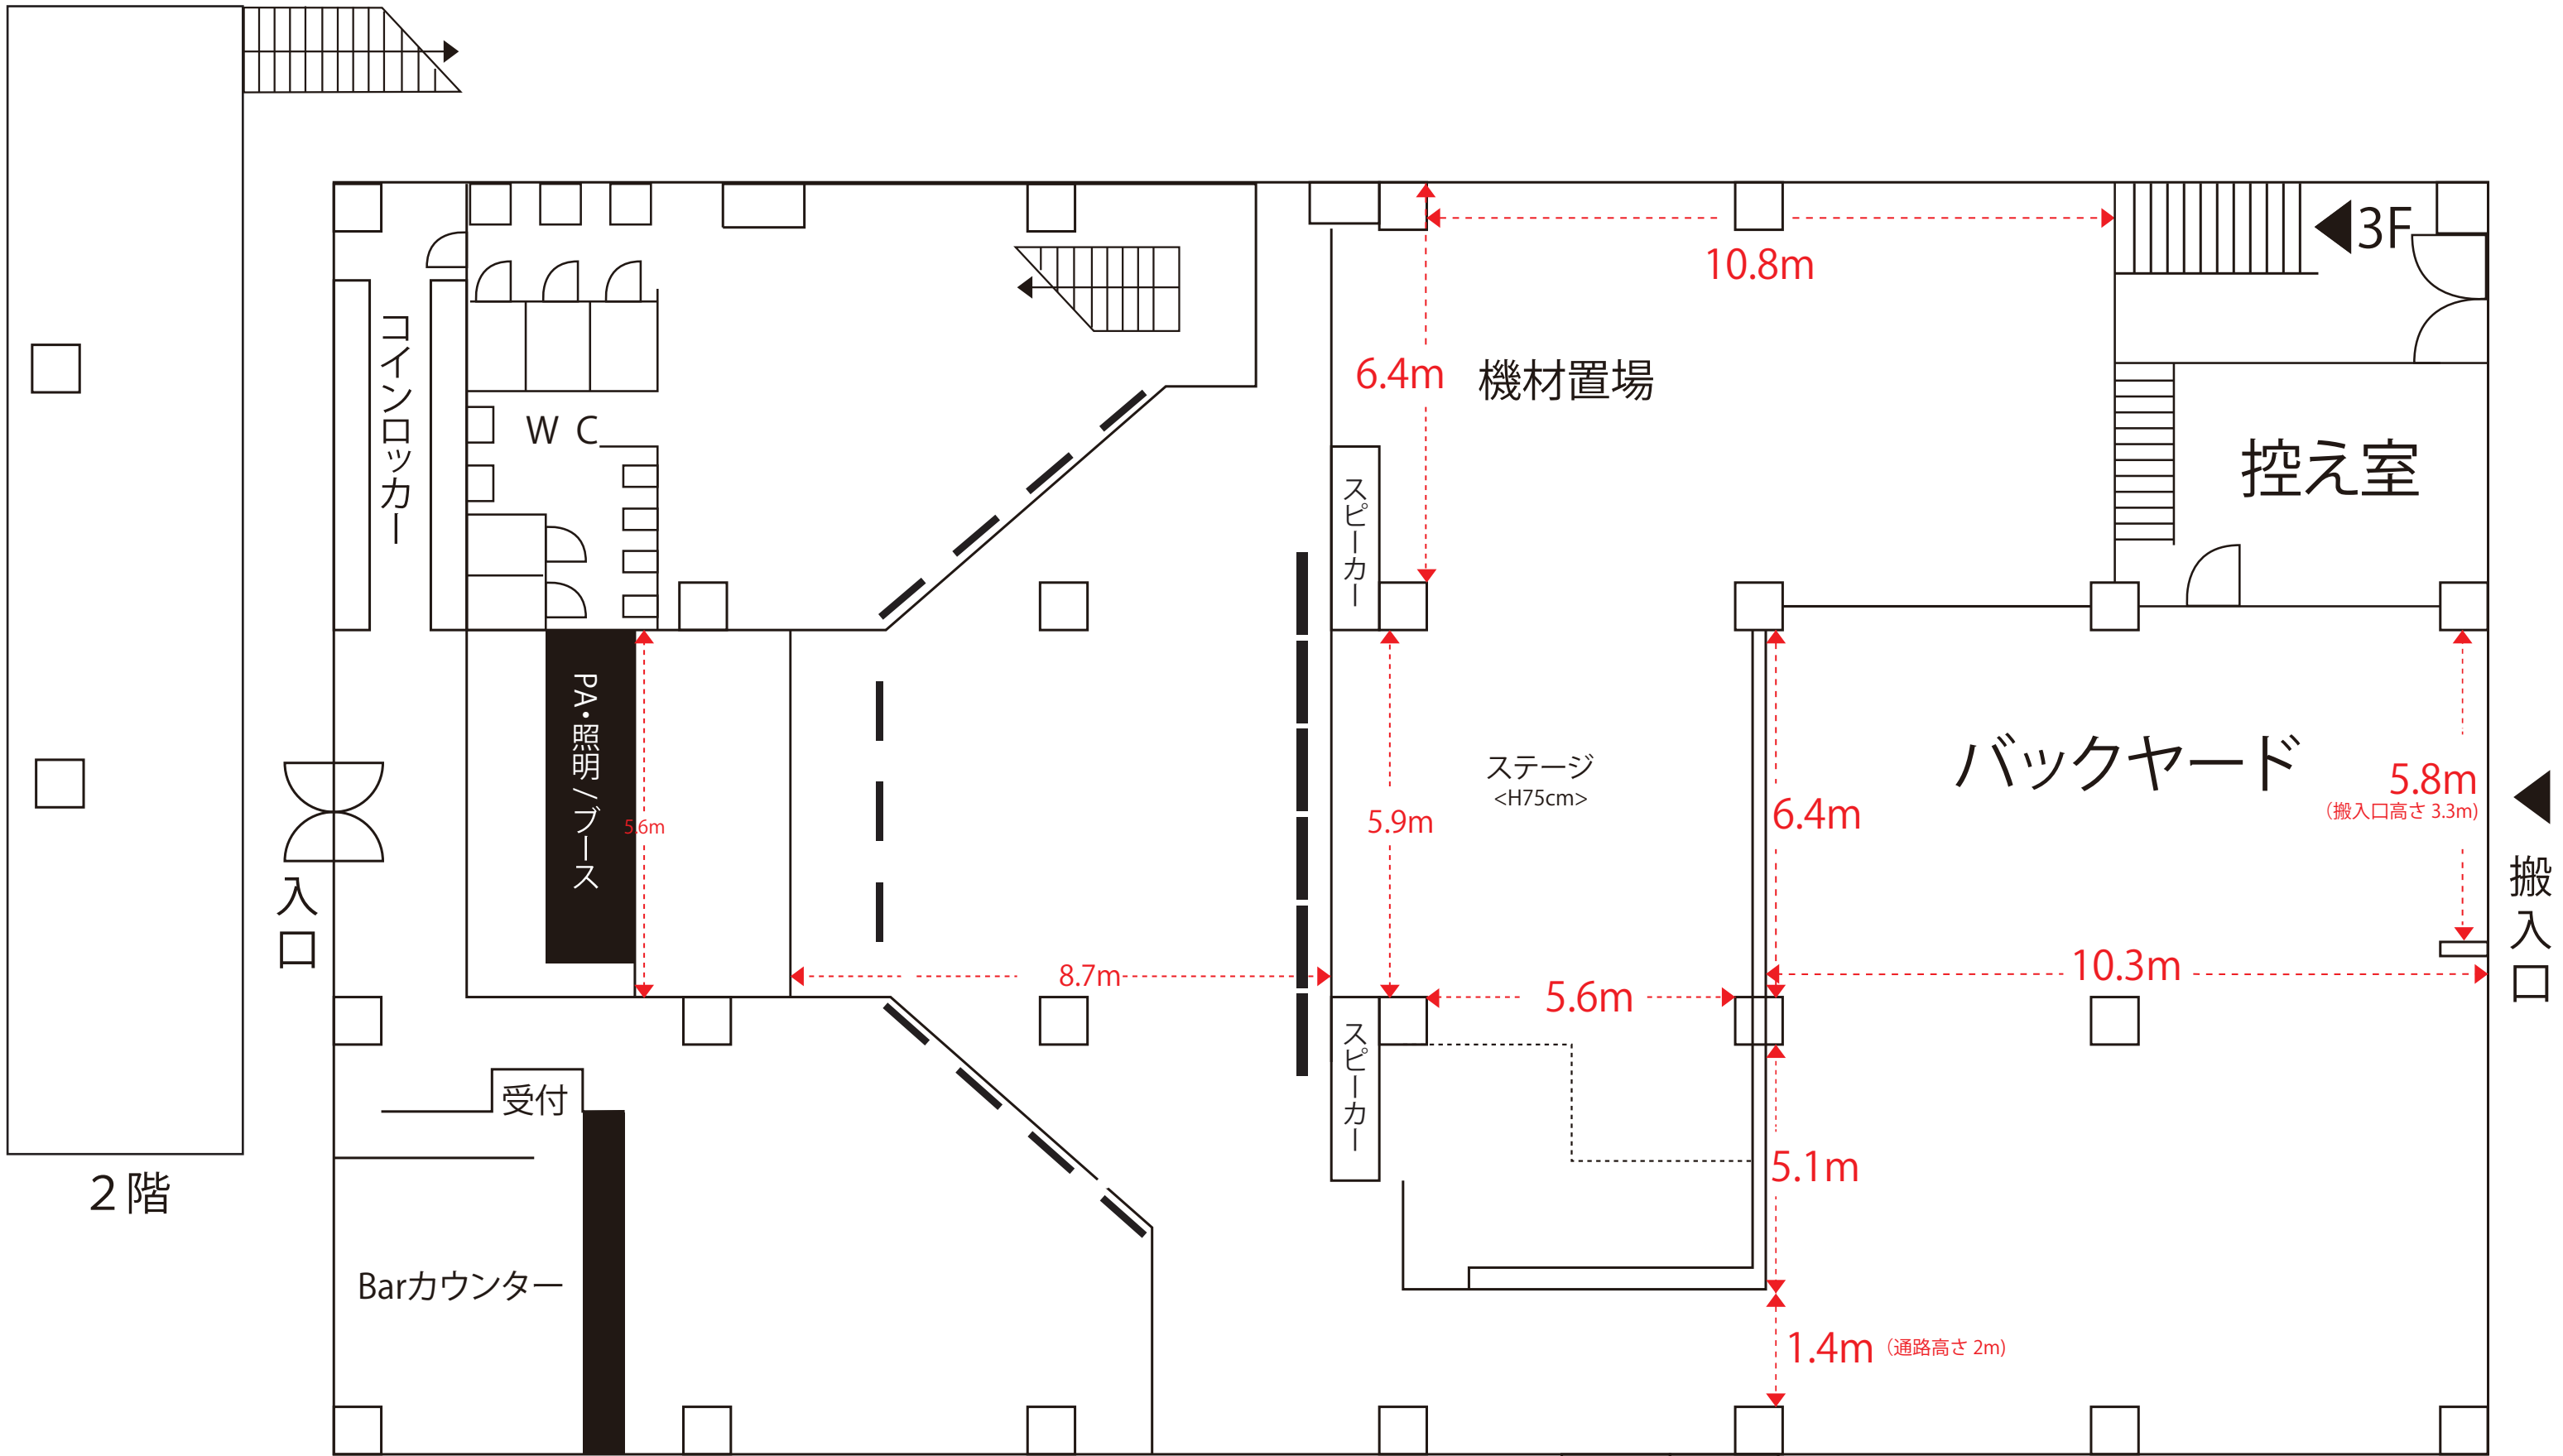 3F
10.8m
6.4m
機材置場
コインロッカー
W C
控え室
スピーカー
PA・照明/ブース
5.6m
ステージ
<H75cm>
5.9m
6.4m
バックヤード
5.8m
(搬入口高さ 3.3m)
搬入口
入口
8.7m
5.6m
10.3m
スピーカー
受付
5.1m
2階
Barカウンター
1.4m (通路高さ 2m)